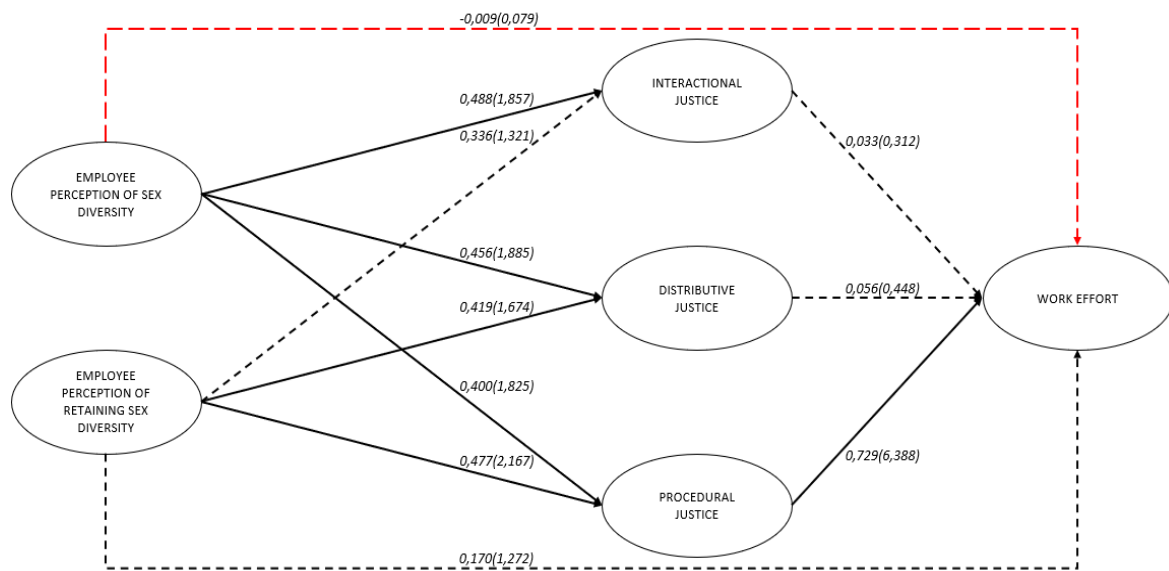 -0,009(0,079)
INTERACTIONAL
JUSTICE
0,488(1,857)
0,336(1,321)
0,033(0,312)
EMPLOYEE
PERCEPTION OF SEX
DIVERSITY
0,456(1,885)
DISTRIBUTIVE
JUSTICE
0,056(0,448)
WORK EFFORT
0,419(1,674)
EMPLOYEE
PERCEPTION OF
RETAINING SEX
DIVERSITY
0,400(1,825)
0,477(2,167)
0,729(6,388)
PROCEDURAL
JUSTICE
0,170(1,272)